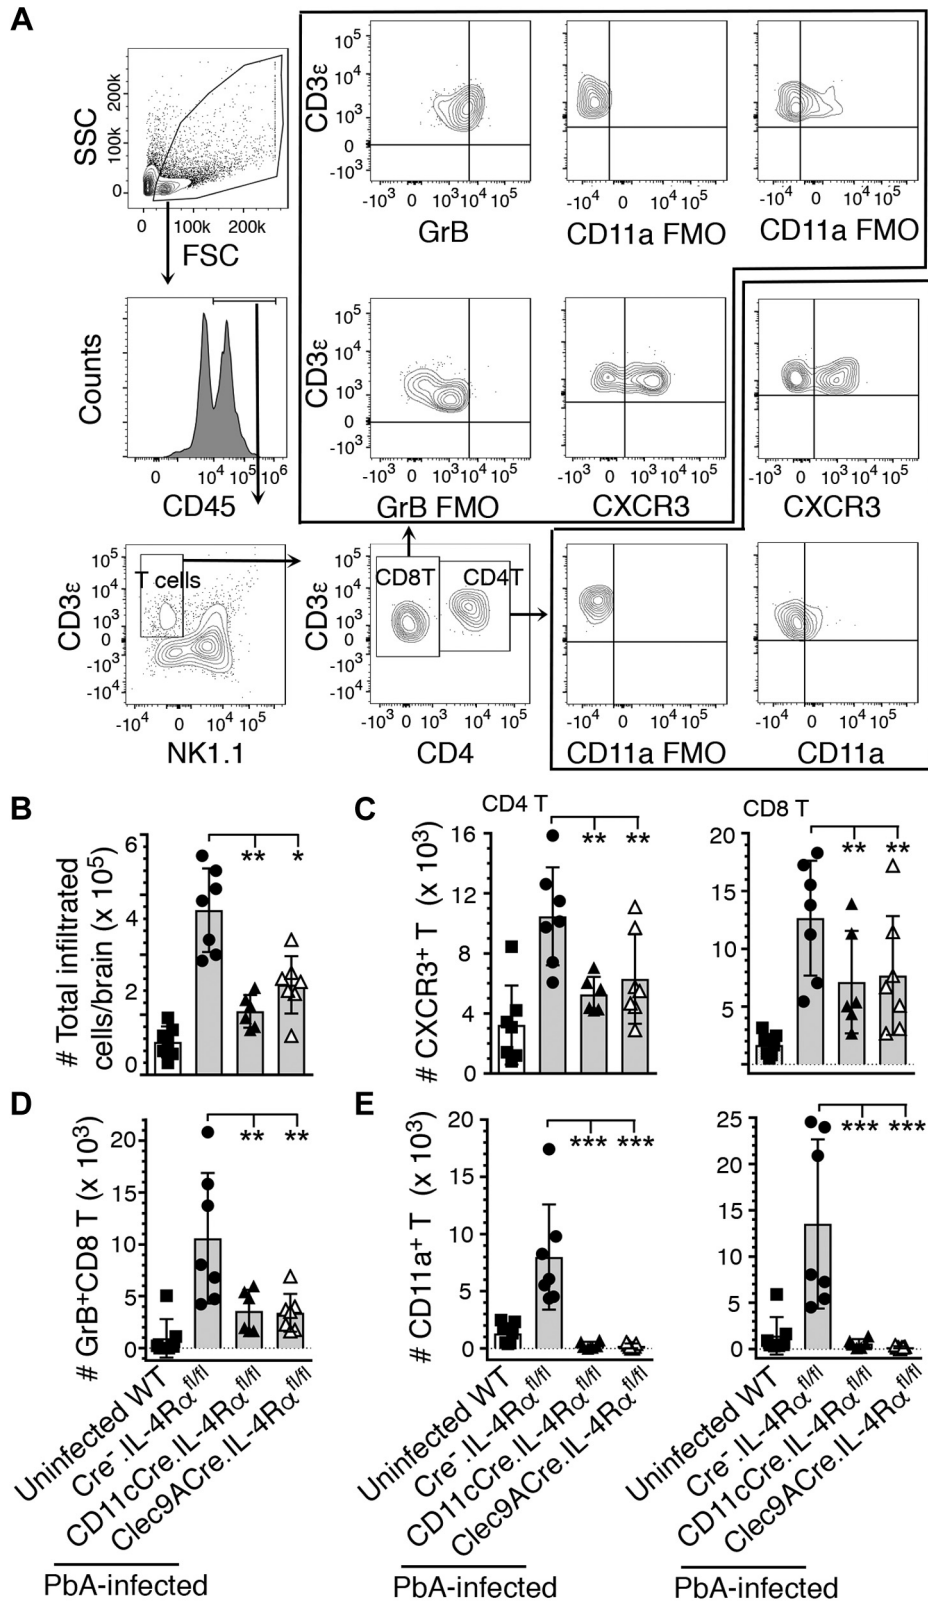 A
SSC
200k
100k
0
0 100k 200k
FSC
CD3ε
10^5
10^4
10^3
0
-10^3
-10^3 0 10^4 10^5
GrB
-10^3 0 10^4 10^5
CD11a FMO
-10^3 0 10^4 10^5
CD11a FMO
Counts
0 10^4 10^5 10^6
CD45
CD3ε
10^5
10^4
10^3
0
-10^3
-10^3 0 10^4 10^5
GrB FMO
-10^3 0 10^4 10^5
CXCR3
-10^3 0 10^4 10^5
CXCR3
CD3ε
10^5
10^4
10^3
0
-10^3
-10^4
T cells
-10^4 0 10^4 10^5
NK1.1
CD3ε
10^5
10^4
10^3
0
-10^3
-10^4
CD8T CD4T
-10^3 0 10^3 10^4 10^5
CD4
-10^3 0 10^4 10^5
CD11a FMO
-10^3 0 10^4 10^5
CD11a
B
# Total infiltrated
cells/brain (x 10^5)
6
4
2
0
** *
C
CD4 T
# CXCR3+ T (x 10^3)
16
12
8
4
0
** **
CD8 T
20
15
10
5
** **
D
# GrB+CD8 T (x 10^3)
20
15
10
5
0
** **
Uninfected WT
Cre-.IL-4Rα^fl/fl
CD11cCre.IL-4Rα^fl/fl
Clec9ACre.IL-4Rα^fl/fl
PbA-infected
E
# CD11a+ T (x 10^3)
20
15
10
5
0
*** ***
Uninfected WT
Cre-.IL-4Rα^fl/fl
CD11cCre.IL-4Rα^fl/fl
Clec9ACre.IL-4Rα^fl/fl
PbA-infected
25
20
15
10
5
0
*** ***
Uninfected WT
Cre-.IL-4Rα^fl/fl
CD11cCre.IL-4Rα^fl/fl
Clec9ACre.IL-4Rα^fl/fl
PbA-infected